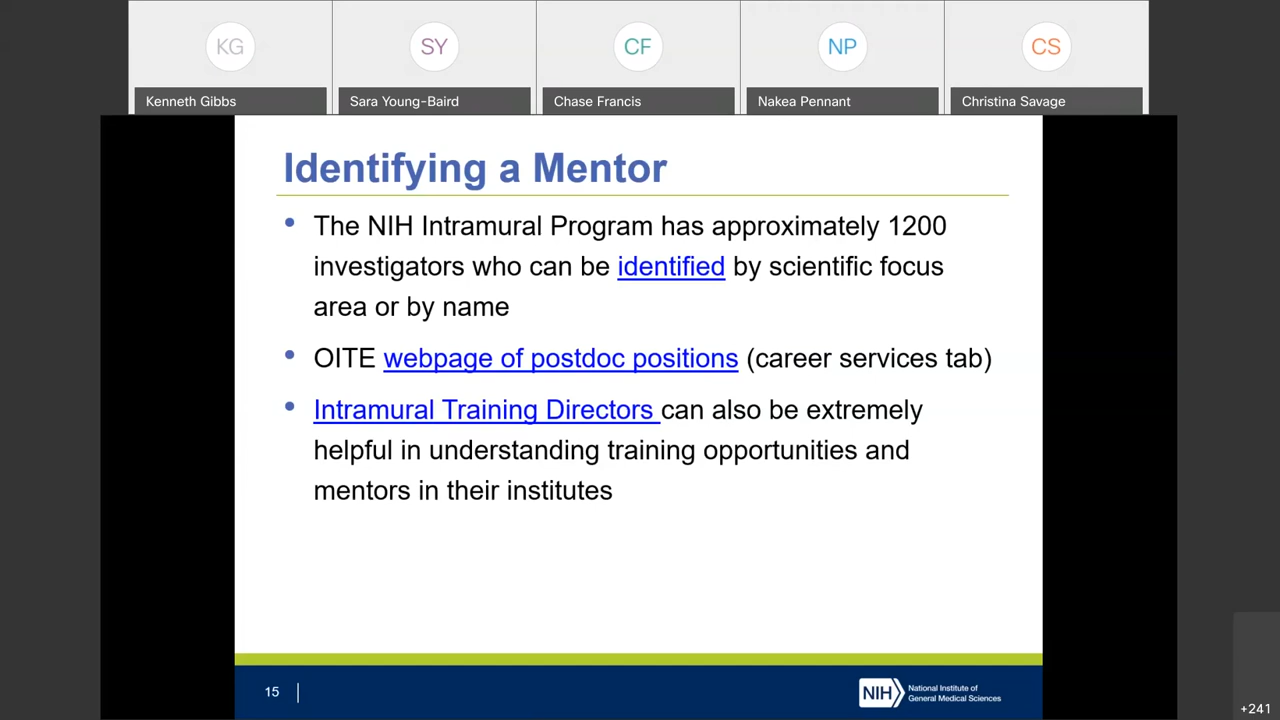 KG
SY
CF
NP
CS
Kenneth Gibbs
Sara Young-Baird
Chase Francis
Nakea Pennant
Christina Savage
Identifying a Mentor
• The NIH Intramural Program has approximately 1200
investigators who can be identified by scientific focus
area or by name
• OITE webpage of postdoc positions (career services tab)
• Intramural Training Directors can also be extremely
helpful in understanding training opportunities and
mentors in their institutes
15
NIH
National Institute of
General Medical Sciences
+241